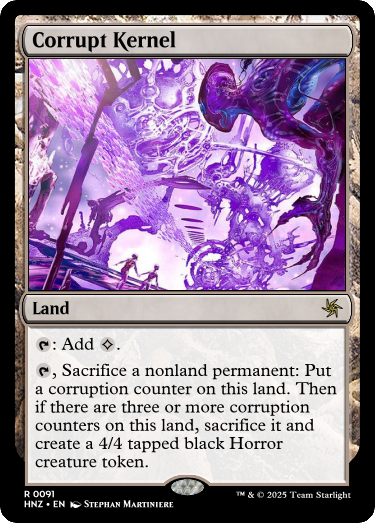 Corrupt Kernel
Land
: Add .
, Sacrifice a nonland permanent: Put
a corruption counter on this land. Then
if there are three or more corruption
counters on this land, sacrifice it and
create a 4/4 tapped black Horror
creature token.
R 0091
HNZ • EN Stephan Martiniere
™ & © 2025 Team Starlight